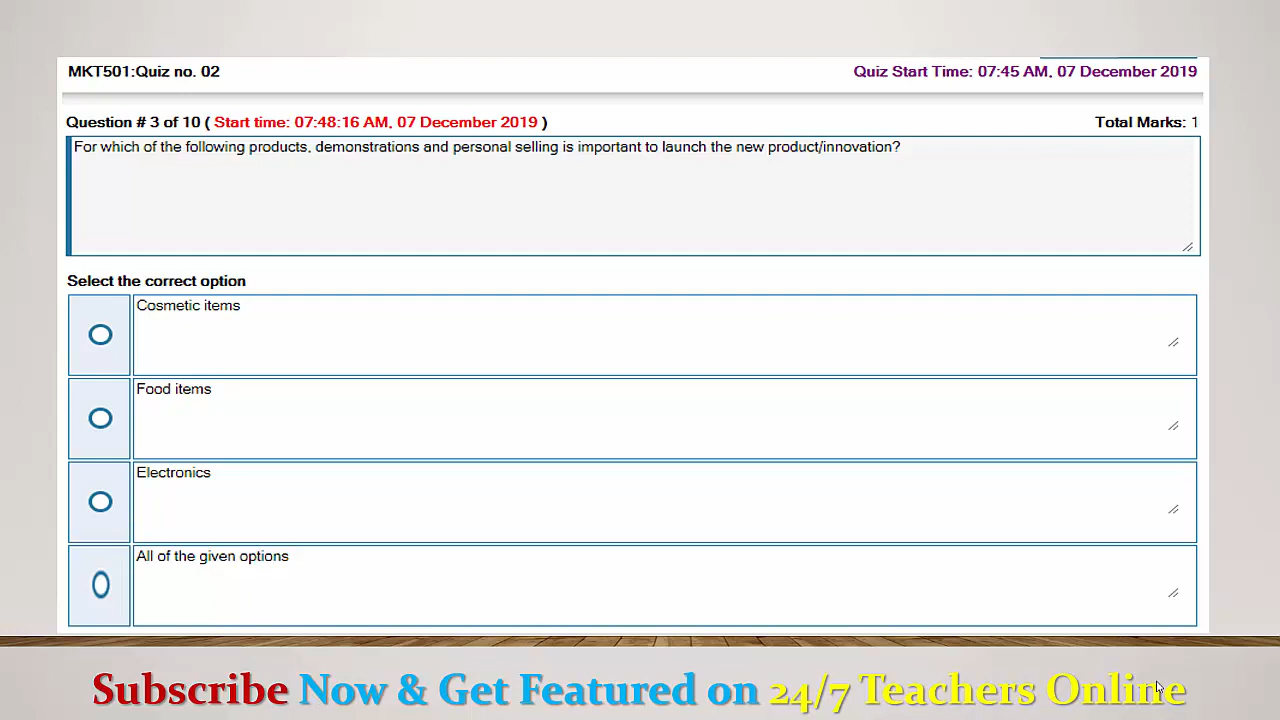 MKT501:Quiz no. 02 Quiz Start Time: 07:45 AM, 07 December 2019
Question # 3 of 10 ( Start time: 07:48:16 AM, 07 December 2019 ) Total Marks: 1
For which of the following products, demonstrations and personal selling is important to launch the new product/innovation?
Select the correct option
Cosmetic items
Food items
Electronics
All of the given options
Subscribe Now & Get Featured on 24/7 Teachers Online